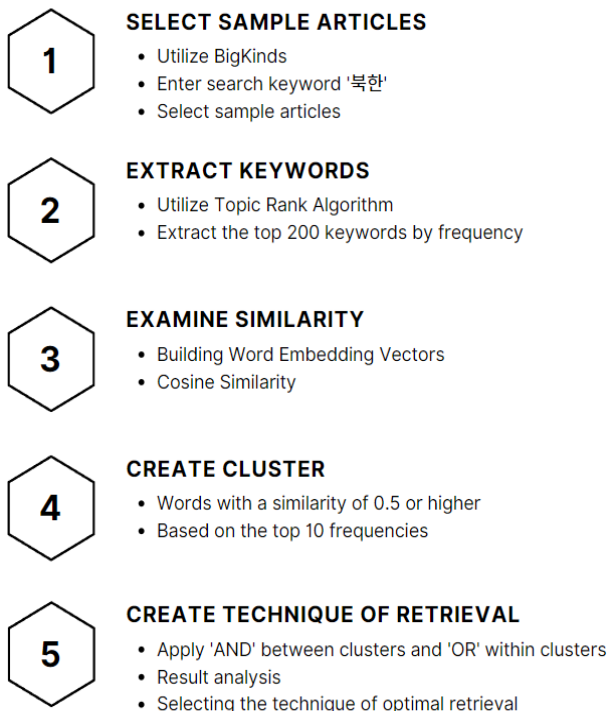 1
SELECT SAMPLE ARTICLES
• Utilize BigKinds
• Enter search keyword '북한'
• Select sample articles
2
EXTRACT KEYWORDS
• Utilize Topic Rank Algorithm
• Extract the top 200 keywords by frequency
3
EXAMINE SIMILARITY
• Building Word Embedding Vectors
• Cosine Similarity
4
CREATE CLUSTER
• Words with a similarity of 0.5 or higher
• Based on the top 10 frequencies
5
CREATE TECHNIQUE OF RETRIEVAL
• Apply 'AND' between clusters and 'OR' within clusters
• Result analysis
• Selecting the technique of optimal retrieval